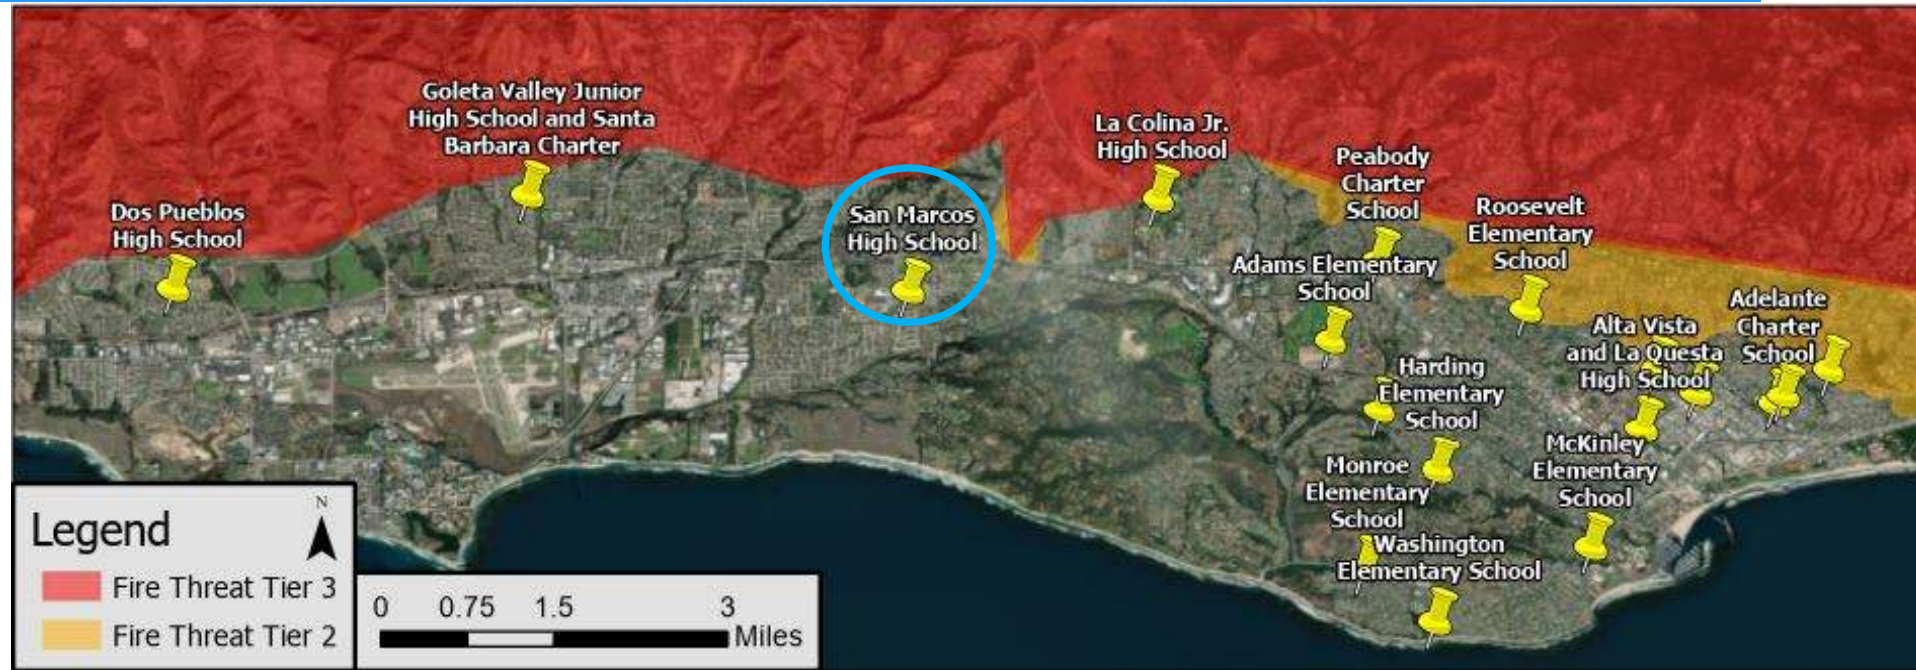 Goleta Valley Junior
High School and Santa
Barbara Charter
La Colina Jr.
High School
Peabody
Charter
School
Dos Pueblos
High School
San Marcos
High School
Roosevelt
Elementary
School
Adams Elementary
School
Adelante
Charter
School
Alta Vista
and La Questa
High School
Harding
Elementary
School
McKinley
Elementary
School
Monroe
Elementary
School
Washington
Elementary School
Legend
N
Fire Threat Tier 3
Fire Threat Tier 2
0 0.75 1.5 3
Miles